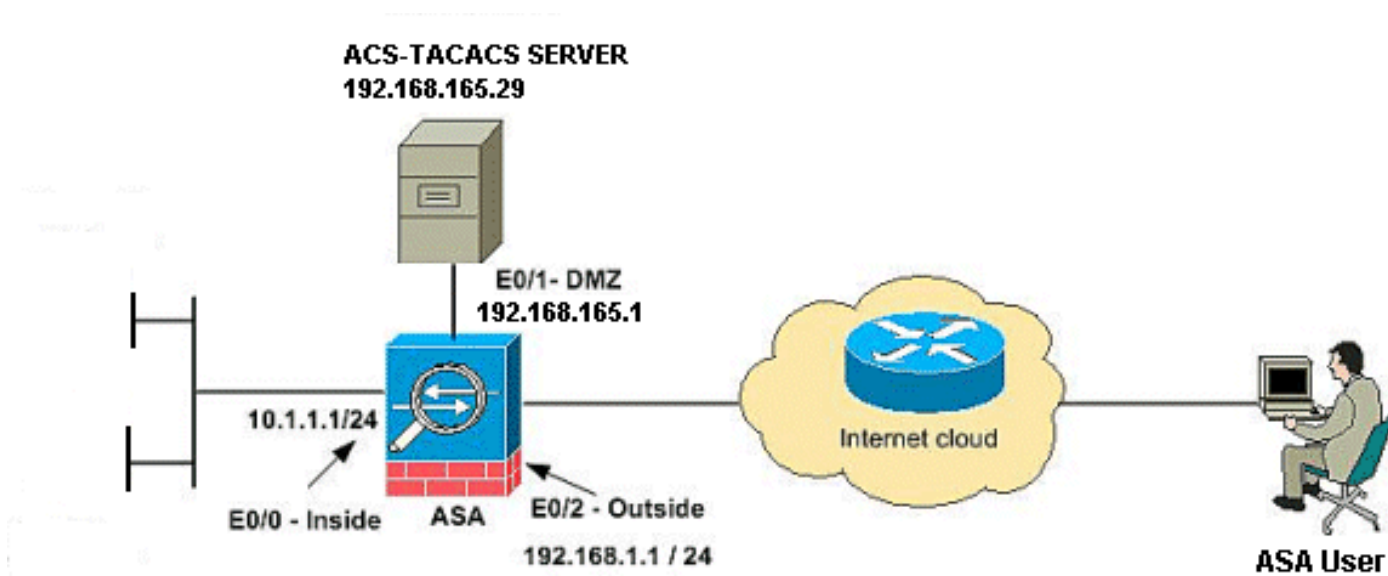 ACS-TACACS SERVER
192.168.165.29
E0/1- DMZ
192.168.165.1
10.1.1.1/24
Internet cloud
E0/0 - Inside
ASA
E0/2 - Outside
192.168.1.1 / 24
ASA User